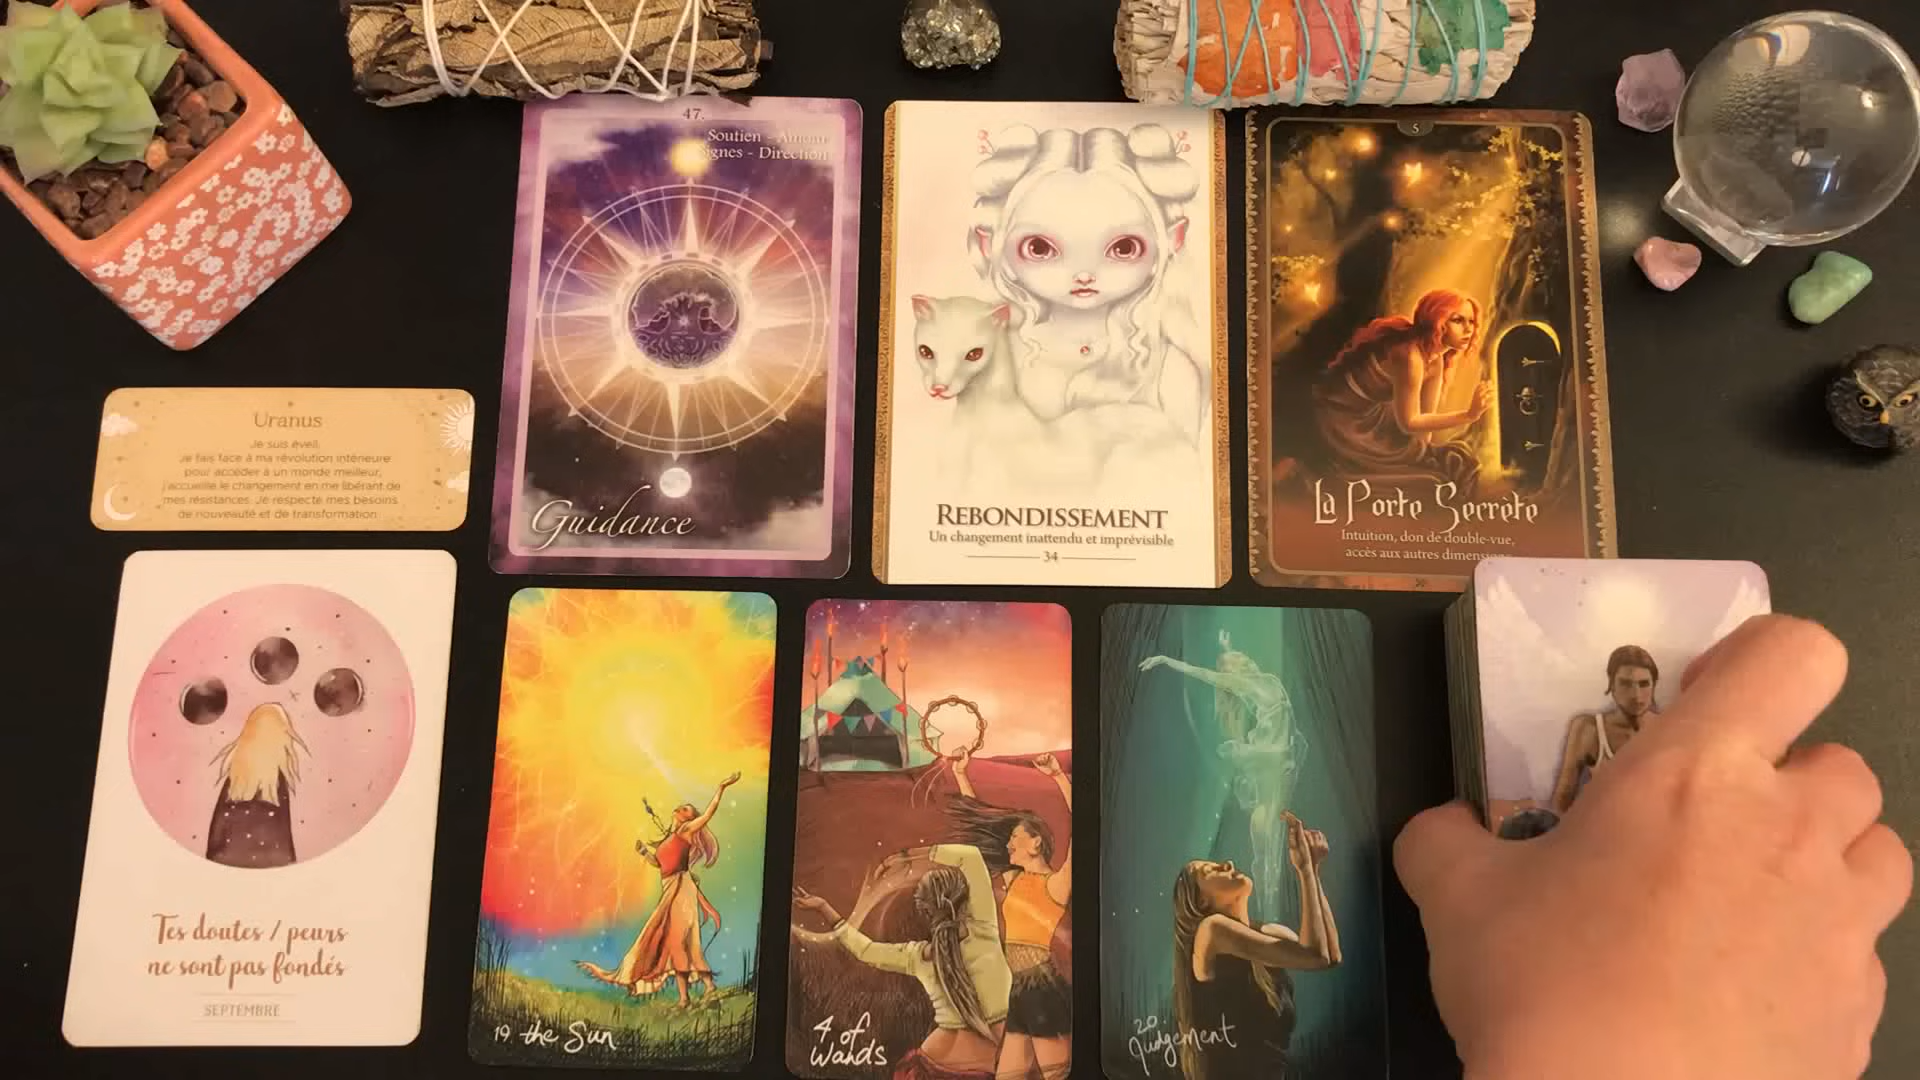 47.
Soutien - Amour
Signes - Direction
Guidance
REBONDISSEMENT
Un changement inattendu et imprévisible
34
5
La Porte Secrète
Intuition, don de double-vue,
accès aux autres dimensions
Uranus
Je suis éveil.
Je fais face à ma révolution intérieure
pour accéder à un monde meilleur,
j'accueille le changement en me libérant de
mes résistances. Je respecte mes besoins
de nouveauté et de transformation.
Tes doutes / peurs
ne sont pas fondés
SEPTEMBRE
19 the Sun
4 of
Wands
20
Judgement